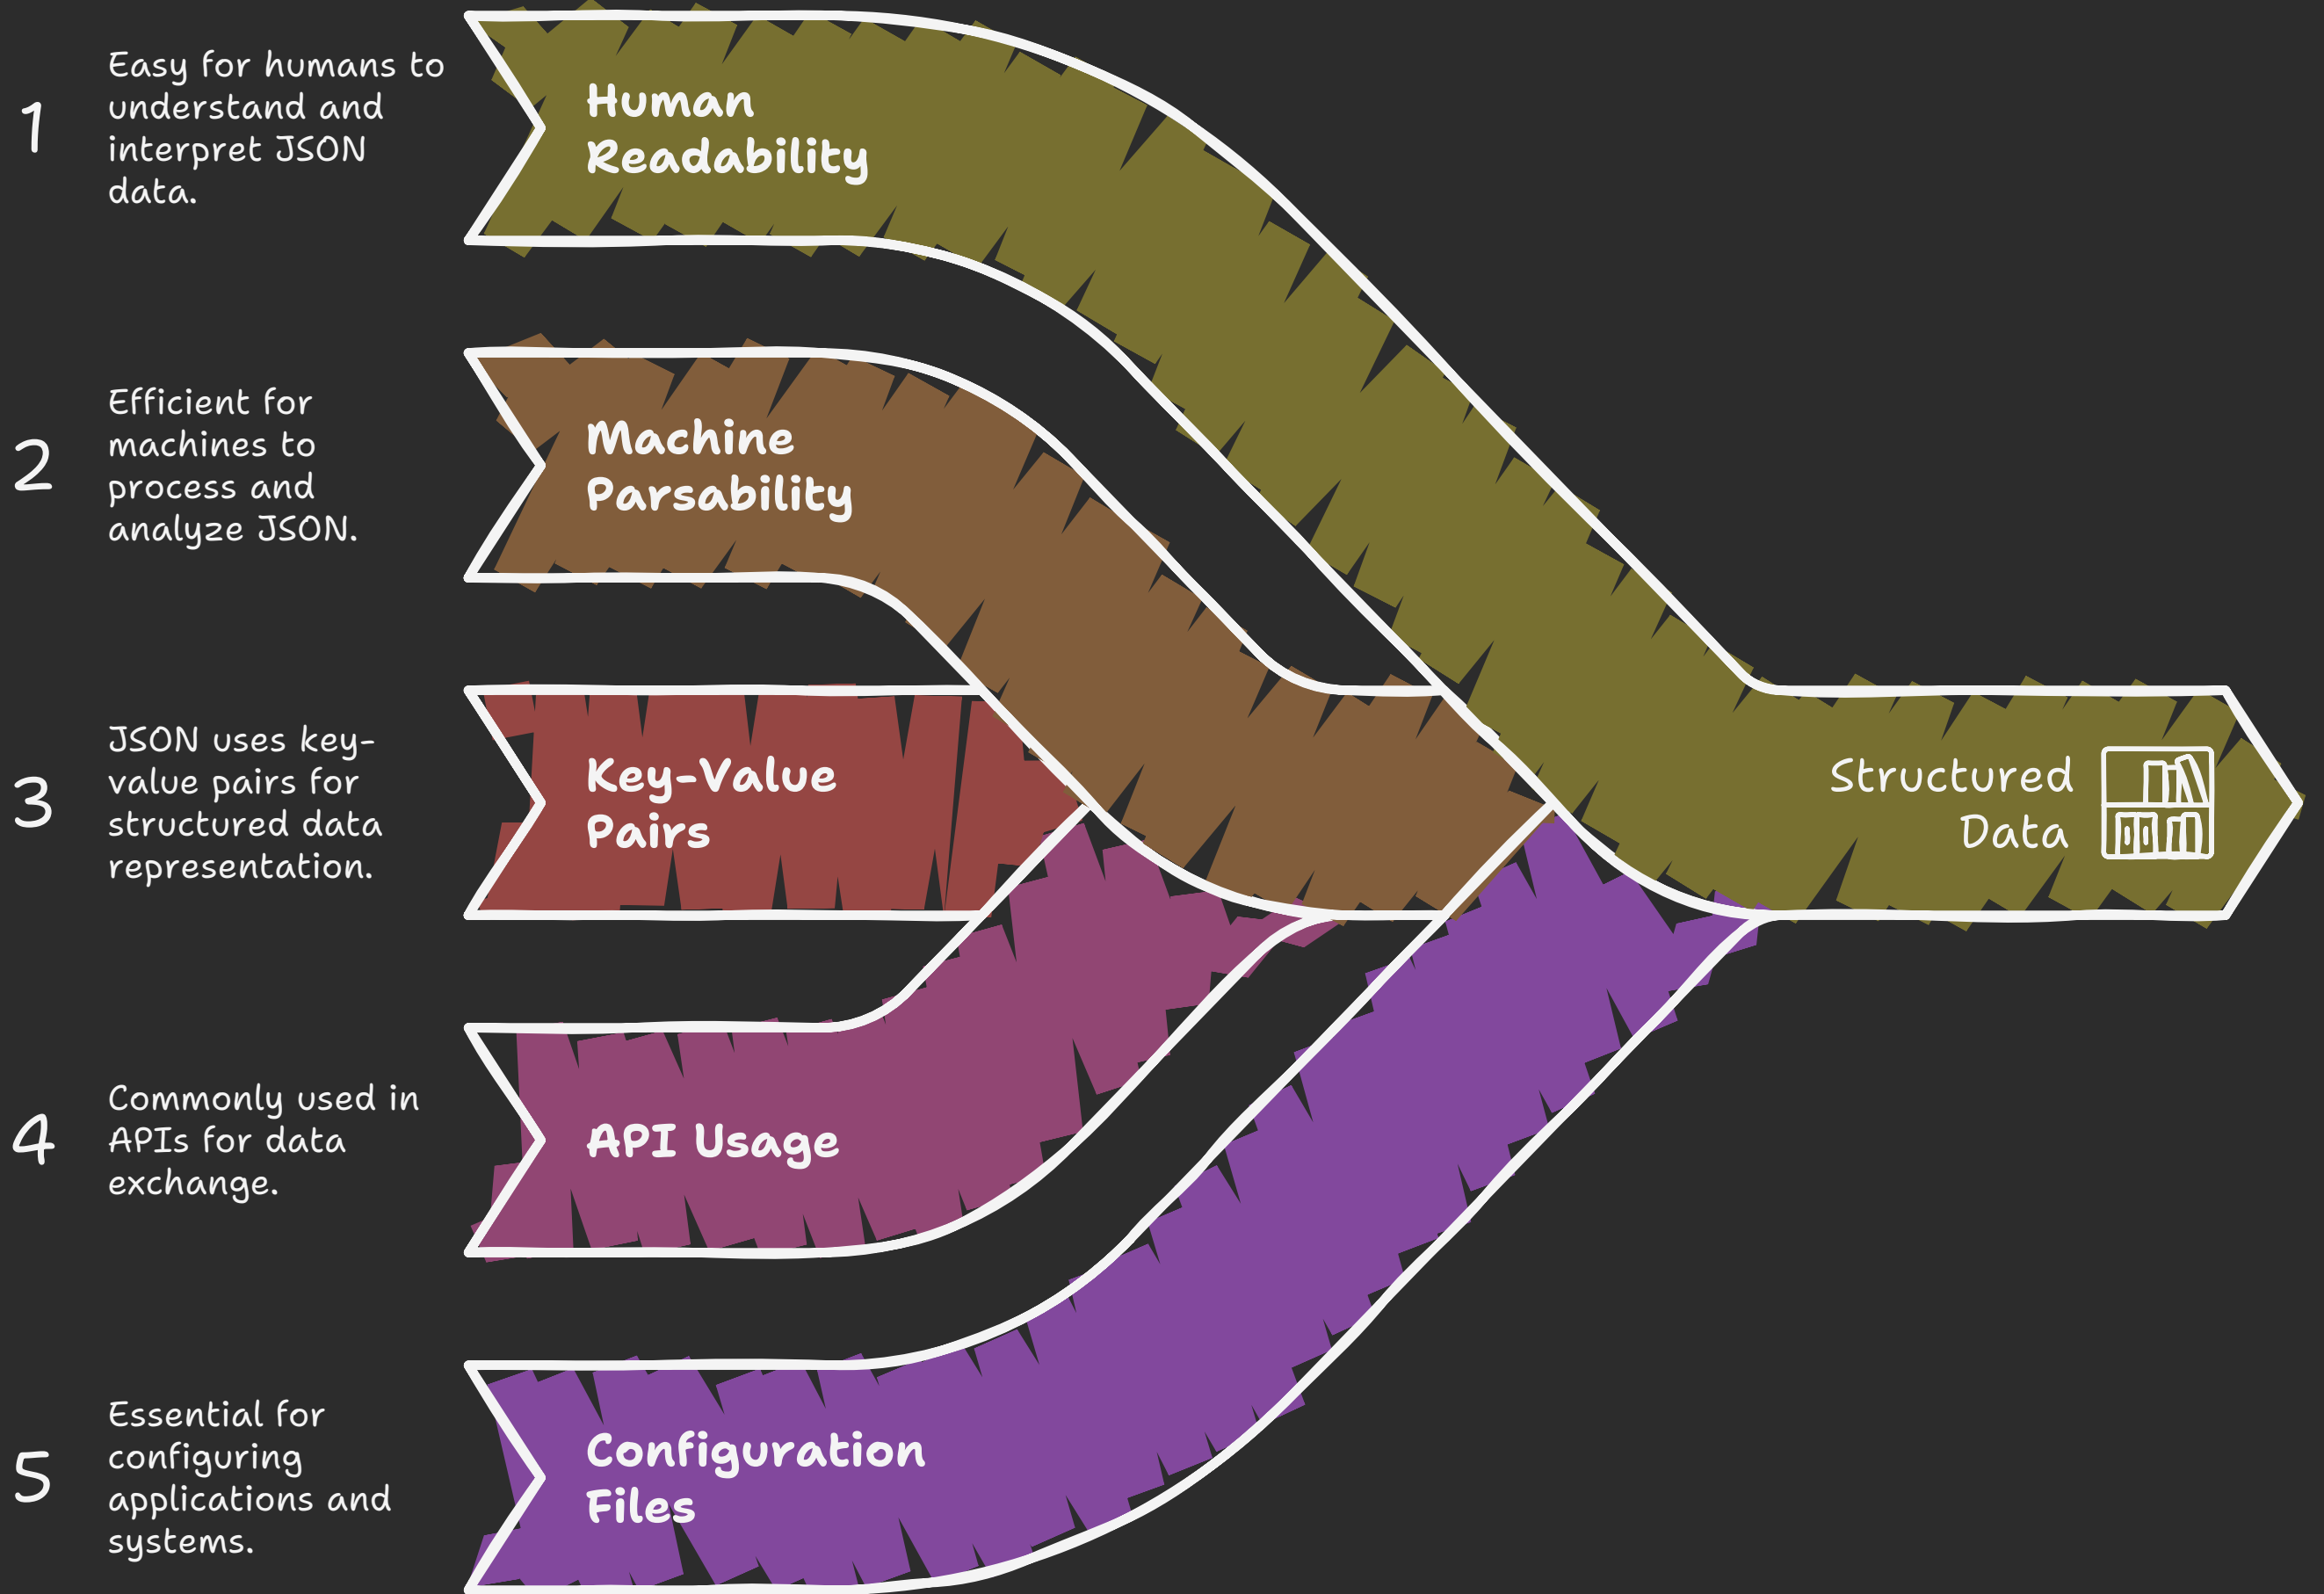 1
Easy for humans to
understand and
interpret JSON
data.
Human
Readability
2
Efficient for
machines to
process and
analyze JSON.
Machine
Parsability
3
JSON uses key-
value pairs for
structured data
representation.
Key-Value
Pairs
Structured
Data
4
Commonly used in
APIs for data
exchange.
API Usage
5
Essential for
configuring
applications and
systems.
Configuration
Files